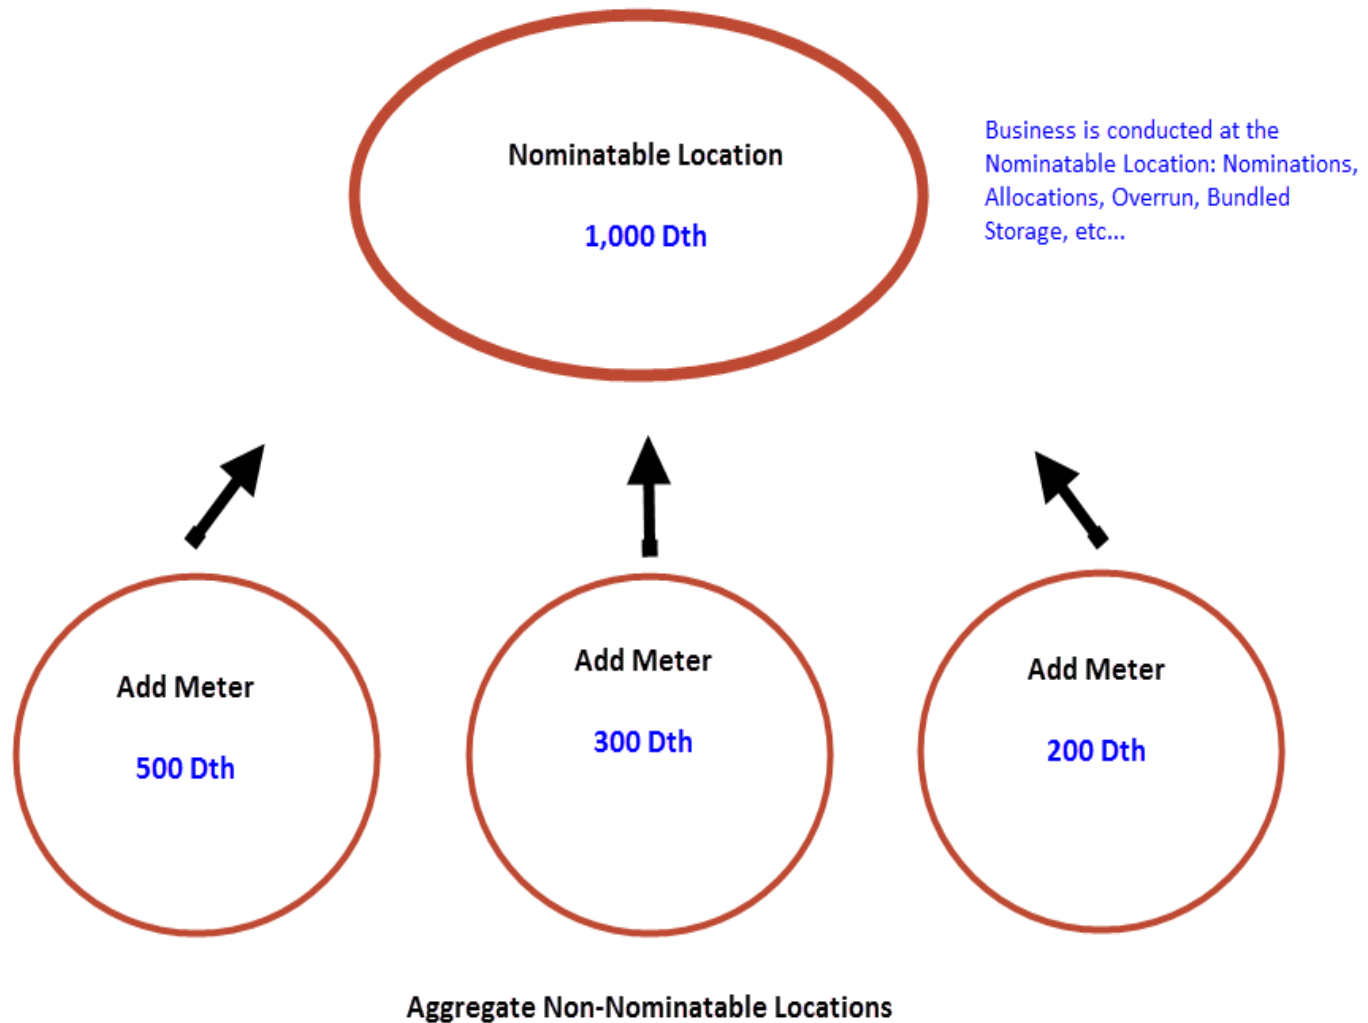 Nominatable Location
1,000 Dth
Business is conducted at the
Nominatable Location: Nominations,
Allocations, Overrun, Bundled
Storage, etc...
Add Meter
500 Dth
Add Meter
300 Dth
Add Meter
200 Dth
Aggregate Non-Nominatable Locations